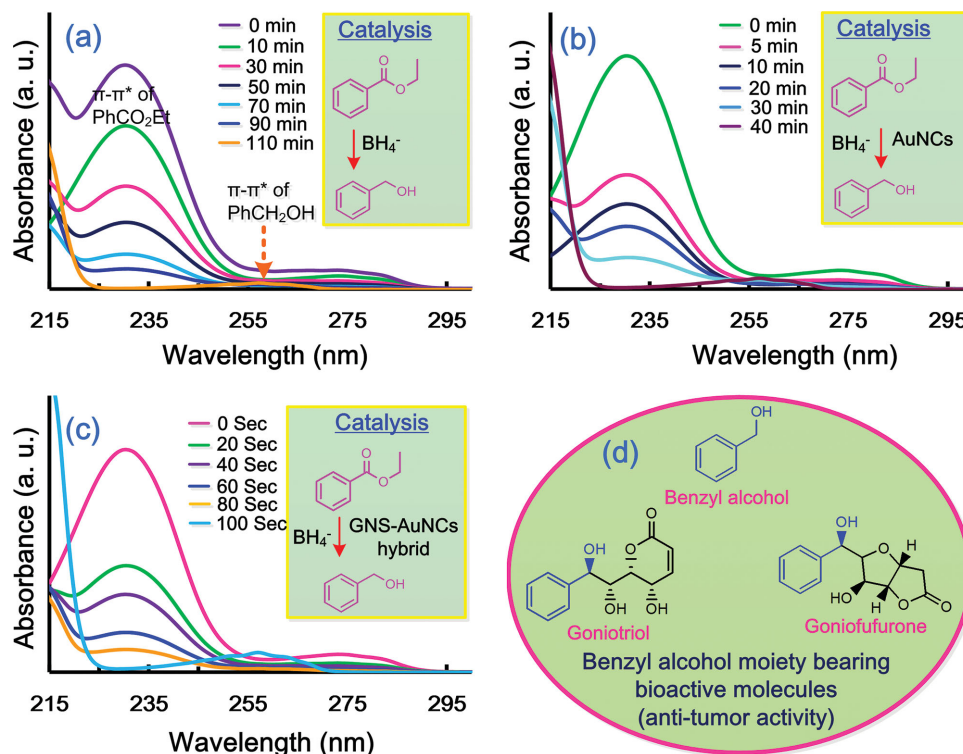 (a)
Absorbance (a. u.)
π-π* of
PhCO₂Et
0 min
10 min
30 min
50 min
70 min
90 min
110 min
π-π* of
PhCH₂OH
Catalysis
O
O
BH₄⁻
OH
215 235 255 275 295
Wavelength (nm)
(b)
Absorbance (a. u.)
0 min
5 min
10 min
20 min
30 min
40 min
Catalysis
O
O
BH₄⁻ AuNCs
OH
215 235 255 275 295
Wavelength (nm)
(c)
Absorbance (a. u.)
0 Sec
20 Sec
40 Sec
60 Sec
80 Sec
100 Sec
Catalysis
O
O
BH₄⁻ GNS-AuNCs
hybrid
OH
215 235 255 275 295
Wavelength (nm)
(d)
OH
Benzyl alcohol
O
OH O
OH OH
Goniotriol
OH
O H
HO H O O
Goniofufurone
Benzyl alcohol moiety bearing
bioactive molecules
(anti-tumor activity)